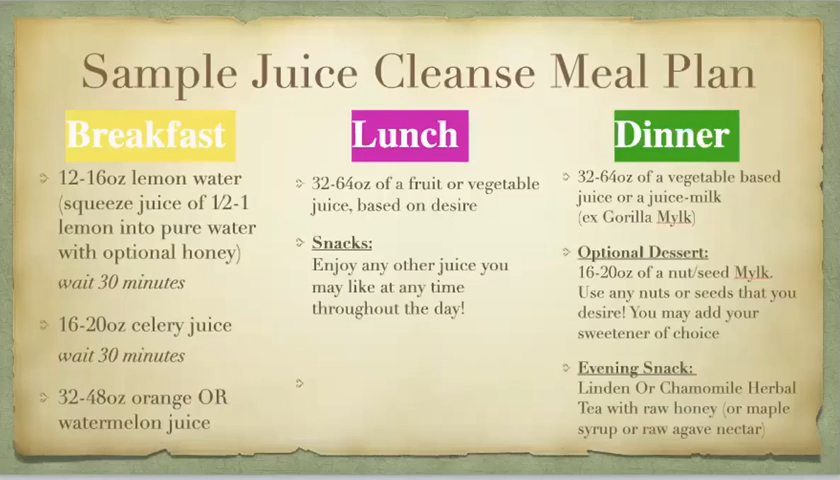 Sample Juice Cleanse Meal Plan
Breakfast
12-16oz lemon water
(squeeze juice of 1/2-1
lemon into pure water
with optional honey)
wait 30 minutes
16-20oz celery juice
wait 30 minutes
32-48oz orange OR
watermelon juice
Lunch
32-64oz of a fruit or vegetable
juice, based on desire
Snacks:
Enjoy any other juice you
may like at any time
throughout the day!
Dinner
32-64oz of a vegetable based
juice or a juice-milk
(ex Gorilla Mylk)
Optional Dessert:
16-20oz of a nut/seed Mylk.
Use any nuts or seeds that you
desire! You may add your
sweetener of choice
Evening Snack:
Linden Or Chamomile Herbal
Tea with raw honey (or maple
syrup or raw agave nectar)